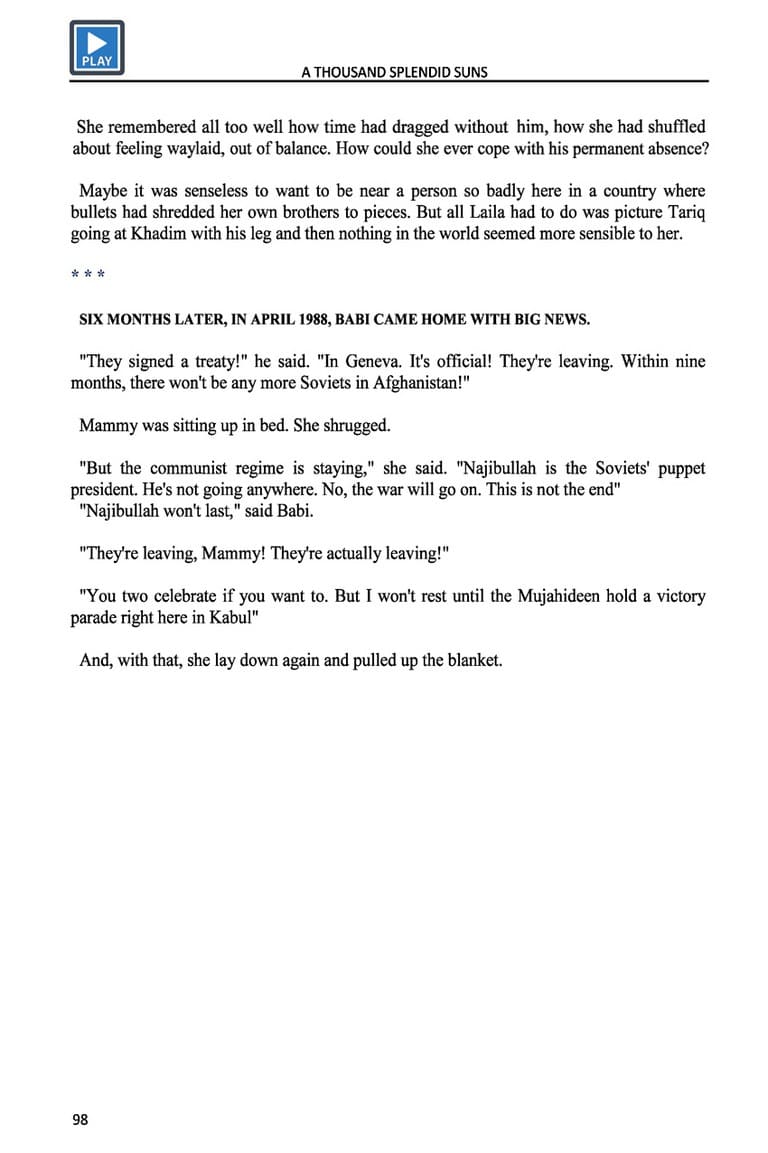 PLAY
A THOUSAND SPLENDID SUNS
She remembered all too well how time had dragged without him, how she had shuffled
about feeling waylaid, out of balance. How could she ever cope with his permanent absence?
Maybe it was senseless to want to be near a person so badly here in a country where
bullets had shredded her own brothers to pieces. But all Laila had to do was picture Tariq
going at Khadim with his leg and then nothing in the world seemed more sensible to her.
* * *
SIX MONTHS LATER, IN APRIL 1988, BABI CAME HOME WITH BIG NEWS.
"They signed a treaty!" he said. "In Geneva. It's official! They're leaving. Within nine
months, there won't be any more Soviets in Afghanistan!"
Mammy was sitting up in bed. She shrugged.
"But the communist regime is staying," she said. "Najibullah is the Soviets' puppet
president. He's not going anywhere. No, the war will go on. This is not the end"
"Najibullah won't last," said Babi.
"They're leaving, Mammy! They're actually leaving!"
"You two celebrate if you want to. But I won't rest until the Mujahideen hold a victory
parade right here in Kabul"
And, with that, she lay down again and pulled up the blanket.
98